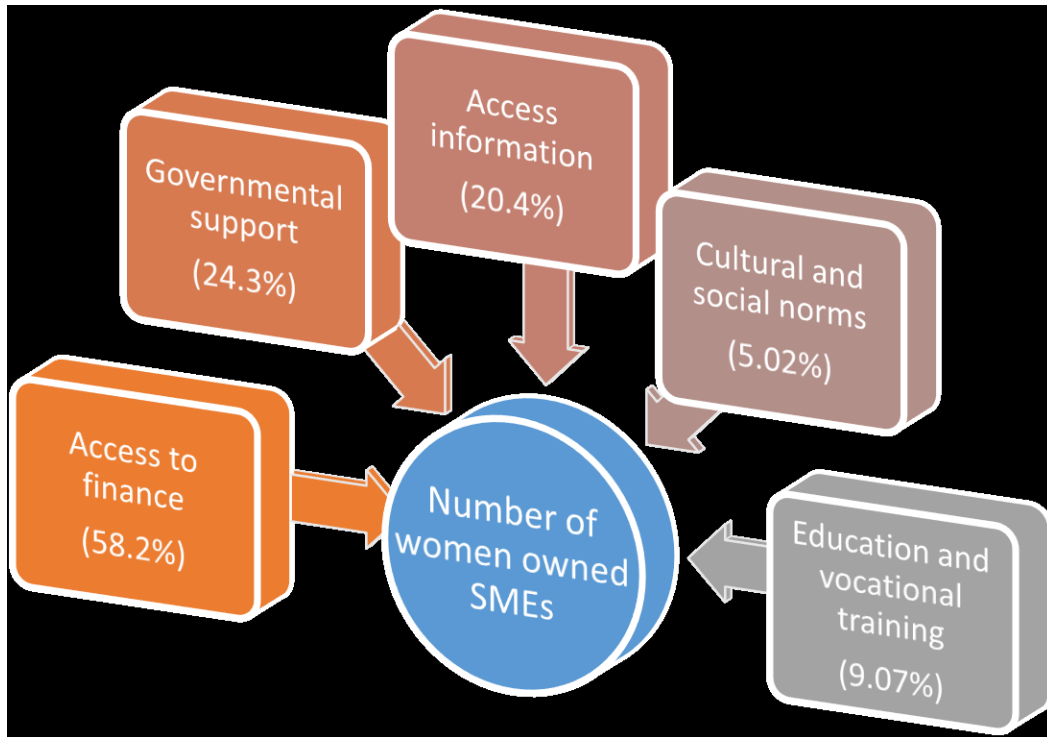 Access
information
(20.4%)
Governmental
support
(24.3%)
Cultural and
social norms
(5.02%)
Access to
finance
(58.2%)
Number of
women owned
SMEs
Education and
vocational
training
(9.07%)